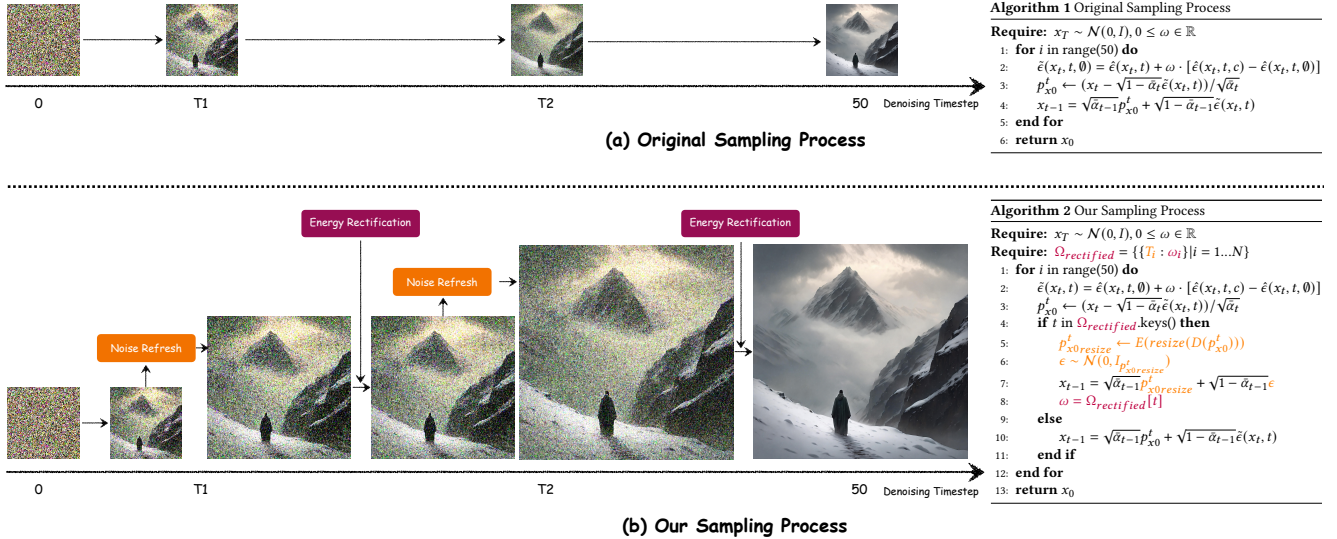 0
T1
T2
50
Denoising Timestep
(a) Original Sampling Process
Algorithm 1 Original Sampling Process
Require: x_T ∼ N(0, I), 0 ≤ ω ∈ ℝ
1: for i in range(50) do
2: ε̃(x_t, t, ∅) = ε̂(x_t, t) + ω · [ε̂(x_t, t, c) − ε̂(x_t, t, ∅)]
3: p^t_{x0} ← (x_t − √(1 − ᾱ_t) ε̃(x_t, t))/√ᾱ_t
4: x_{t−1} = √ᾱ_{t−1} p^t_{x0} + √(1 − ᾱ_{t−1}) ε̃(x_t, t)
5: end for
6: return x_0
Energy Rectification
Energy Rectification
Noise Refresh
Noise Refresh
0
T1
T2
50
Denoising Timestep
(b) Our Sampling Process
Algorithm 2 Our Sampling Process
Require: x_T ∼ N(0, I), 0 ≤ ω ∈ ℝ
Require: Ω_{rectified} = {{T_i : ω_i}|i = 1...N}
1: for i in range(50) do
2: ε̃(x_t, t) = ε̂(x_t, t, ∅) + ω · [ε̂(x_t, t, c) − ε̂(x_t, t, ∅)]
3: p^t_{x0} ← (x_t − √(1 − ᾱ_t) ε̃(x_t, t))/√ᾱ_t
4: if t in Ω_{rectified}.keys() then
5: p^t_{x0resize} ← E(resize(D(p^t_{x0})))
6: ϵ ∼ N(0, I_{p^t_{x0resize}})
7: x_{t−1} = √ᾱ_{t−1} p^t_{x0resize} + √(1 − ᾱ_{t−1}) ϵ
8: ω = Ω_{rectified}[t]
9: else
10: x_{t−1} = √ᾱ_{t−1} p^t_{x0} + √(1 − ᾱ_{t−1}) ε̃(x_t, t)
11: end if
12: end for
13: return x_0